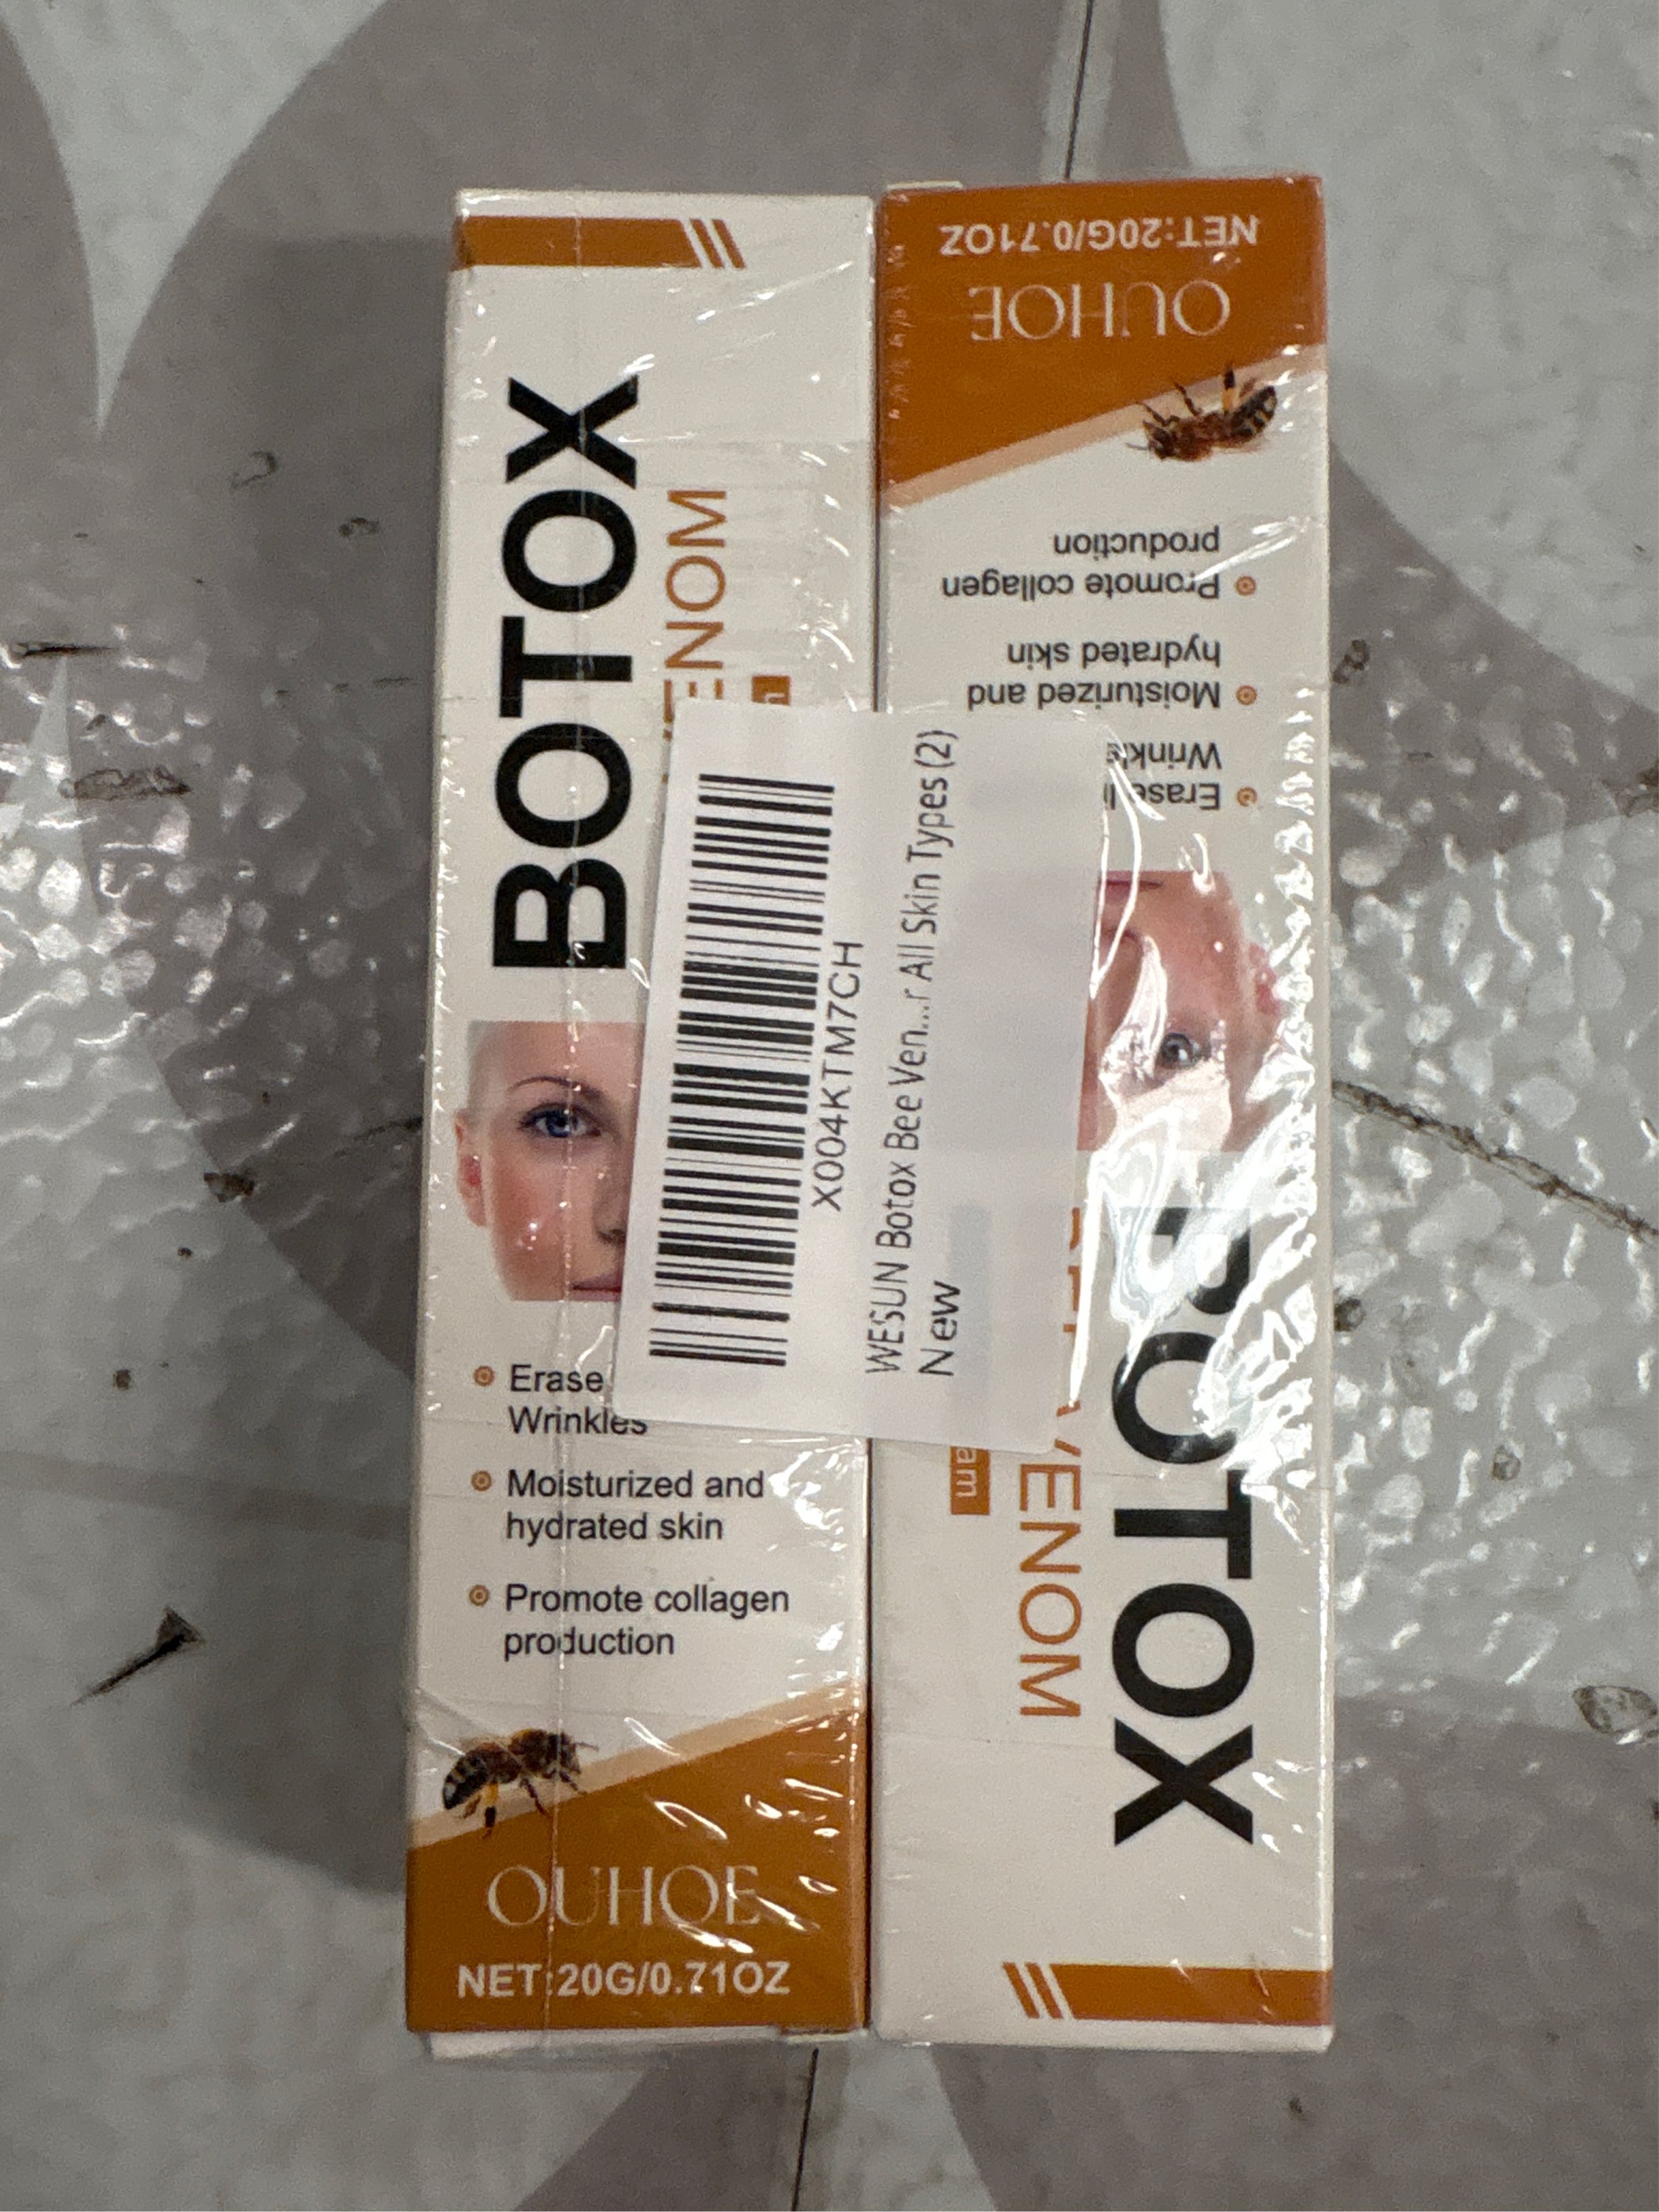 BOTOX
VENOM
Erase
Wrinkles
Moisturized and
hydrated skin
Promote collagen
production
OUHOE
NET:20G/0.71OZ
X004KTM7CH
WESUN Botox Bee Ven...r All Skin Types (2)
New
BOTOX
VENOM
am
Erase
Wrinkle
Moisturized and
hydrated skin
Promote collagen
production
OUHOE
NET:20G/0.71OZ